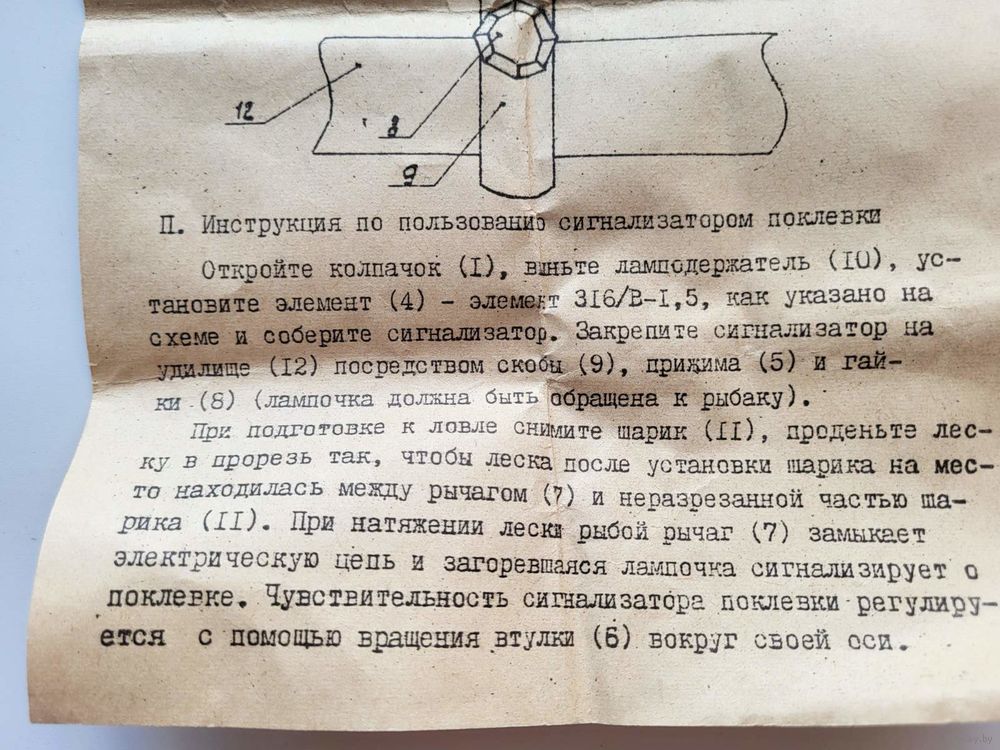 12
8
9
П. Инструкция по пользованию сигнализатором поклевки
Откройте колпачок (I), выньте ламподержатель (I0), ус-
тановите элемент (4) - элемент 3I6/В-I,5, как указано на
схеме и соберите сигнализатор. Закрепите сигнализатор на
удилище (I2) посредством скобы (9), прижима (5) и гай-
ки (8) (лампочка должна быть обращена к рыбаку).
При подготовке к ловле снимите шарик (II), проденьте лес-
ку в прорезь так, чтобы леска после установки шарика на мес-
то находилась между рычагом (7) и неразрезанной частью ша-
рика (II). При натяжении лески рыбой рычаг (7) замыкает
электрическую цепь и загоревшаяся лампочка сигнализирует о
поклевке. Чувствительность сигнализатора поклевки регулиру-
ется с помощью вращения втулки (6) вокруг своей оси.